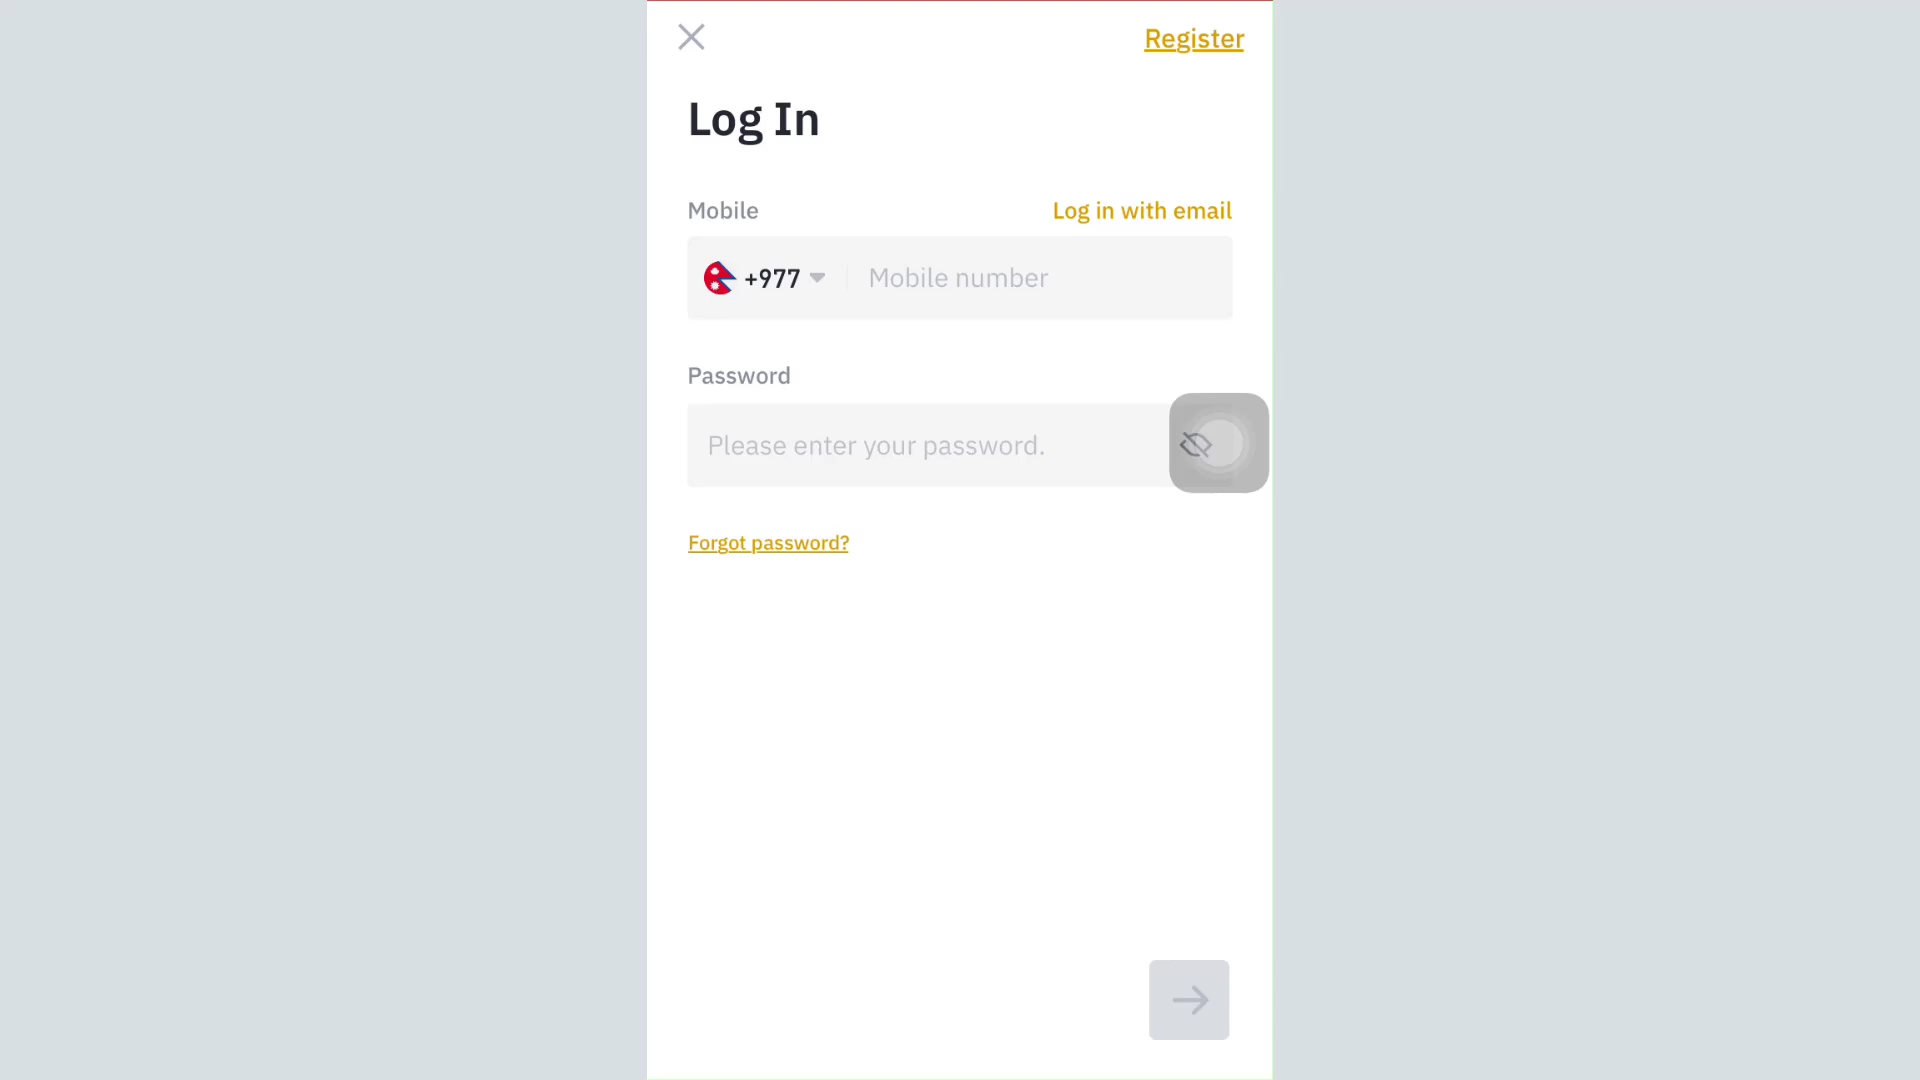 Register
Log In
Mobile
Log in with email
+977
Mobile number
Password
Please enter your password.
Forgot password?